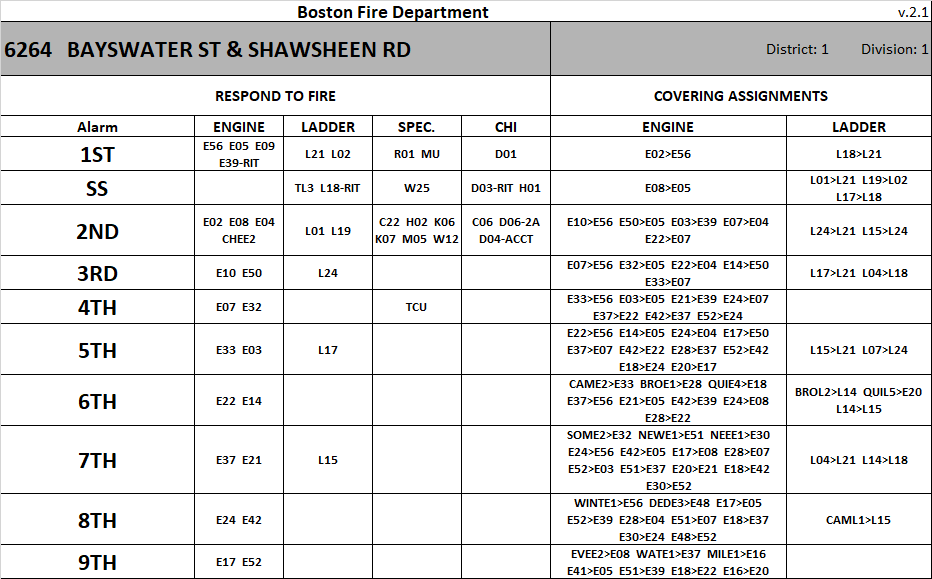 Boston Fire Department v.2.1
6264 BAYSWATER ST & SHAWSHEEN RD District: 1 Division: 1
RESPOND TO FIRE COVERING ASSIGNMENTS
Alarm ENGINE LADDER SPEC. CHI ENGINE LADDER
1ST E56 E05 E09 E39-RIT L21 L02 R01 MU D01 E02>E56 L18>L21
SS TL3 L18-RIT W25 D03-RIT H01 E08>E05 L01>L21 L19>L02 L17>L18
2ND E02 E08 E04 CHEE2 L01 L19 C22 H02 K06 K07 M05 W12 C06 D06-2A D04-ACCT E10>E56 E50>E05 E03>E39 E07>E04 E22>E07 L24>L21 L15>L24
3RD E10 E50 L24 E07>E56 E32>E05 E22>E04 E14>E50 E33>E07 L17>L21 L04>L18
4TH E07 E32 TCU E33>E56 E03>E05 E21>E39 E24>E07 E37>E22 E42>E37 E52>E24
5TH E33 E03 L17 E22>E56 E14>E05 E24>E04 E17>E50 E37>E07 E42>E22 E28>E37 E52>E42 E18>E24 E20>E17 L15>L21 L07>L24
6TH E22 E14 CAME2>E33 BROE1>E28 QUIE4>E18 E37>E56 E21>E05 E42>E39 E24>E08 E28>E22 BROL2>L14 QUIL5>E20 L14>L15
7TH E37 E21 L15 SOME2>E32 NEWE1>E51 NEEE1>E30 E24>E56 E42>E05 E17>E08 E28>E07 E52>E03 E51>E37 E20>E21 E18>E42 E30>E52 L04>L21 L14>L18
8TH E24 E42 WINTE1>E56 DEDE3>E48 E17>E05 E52>E39 E28>E04 E51>E07 E18>E37 E30>E24 E48>E52 CAML1>L15
9TH E17 E52 EVEE2>E08 WATE1>E37 MILE1>E16 E41>E05 E51>E39 E18>E22 E16>E20